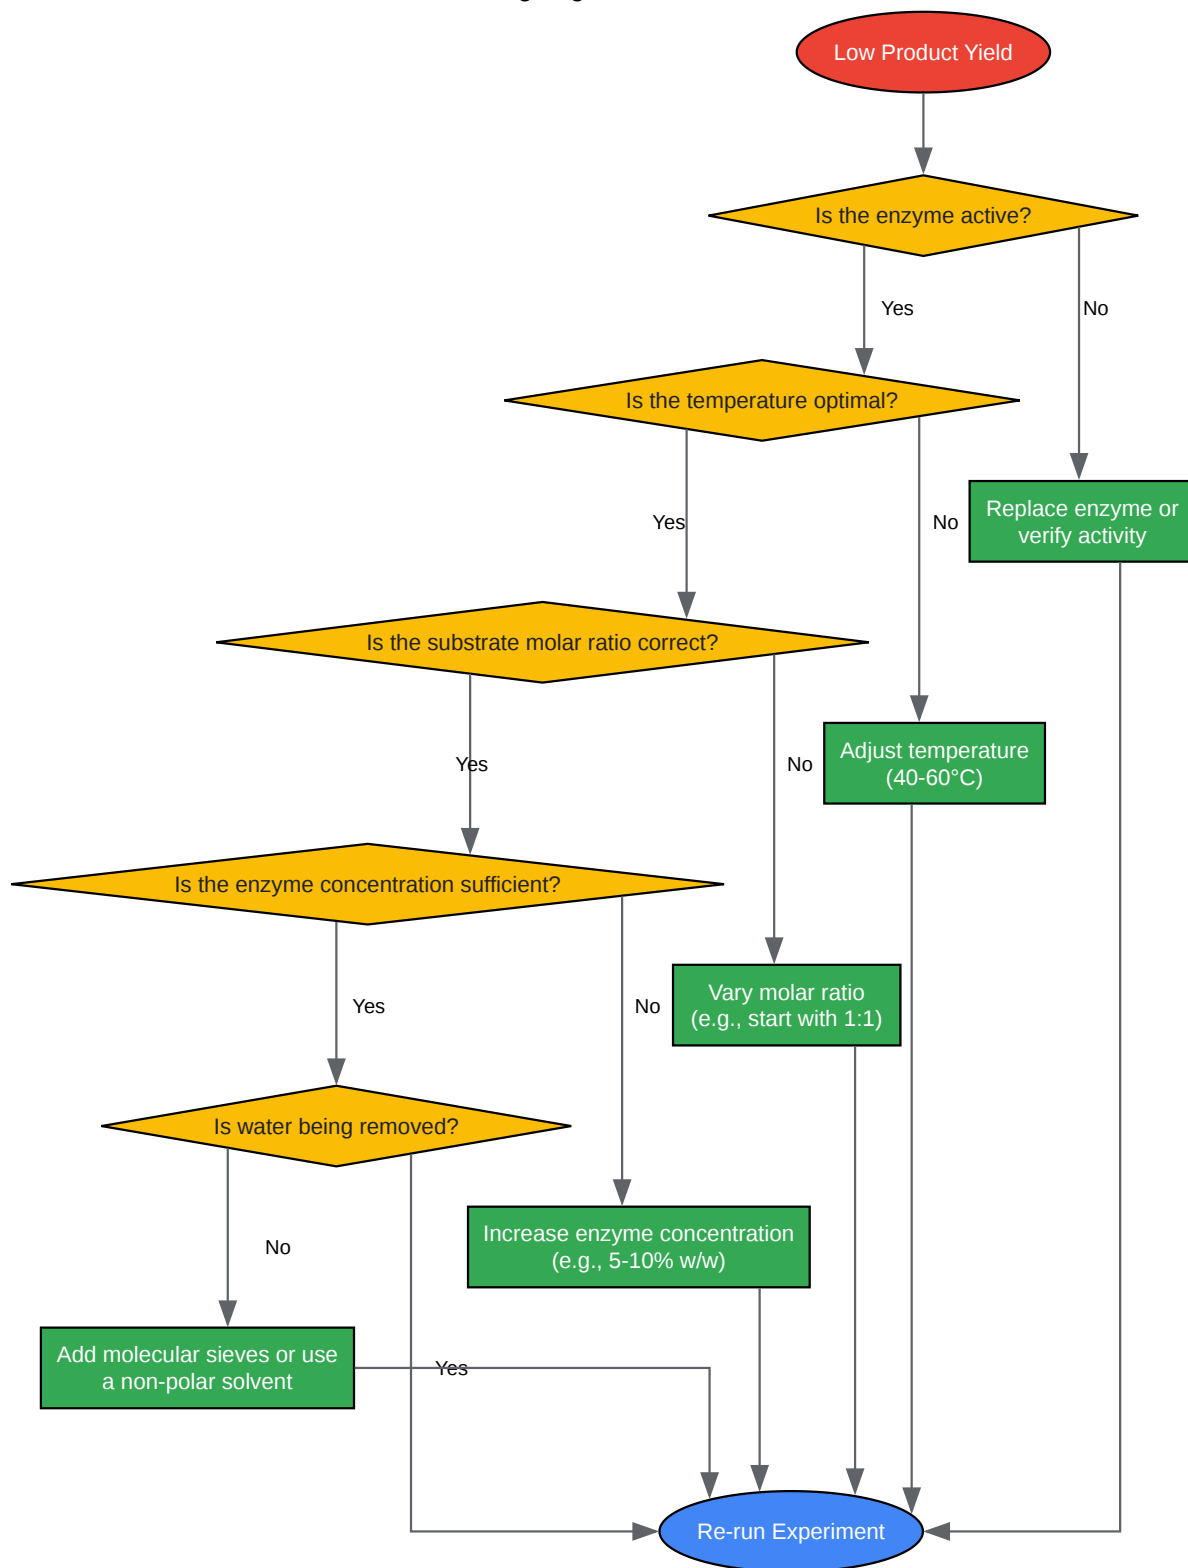 Low Product Yield
Is the enzyme active?
Yes
No
Is the temperature optimal?
Yes
No
Replace enzyme or
verify activity
Is the substrate molar ratio correct?
Yes
No
Adjust temperature
(40-60°C)
Is the enzyme concentration sufficient?
Yes
No
Vary molar ratio
(e.g., start with 1:1)
Is water being removed?
No
Increase enzyme concentration
(e.g., 5-10% w/w)
Add molecular sieves or use
a non-polar solvent
Yes
Re-run Experiment